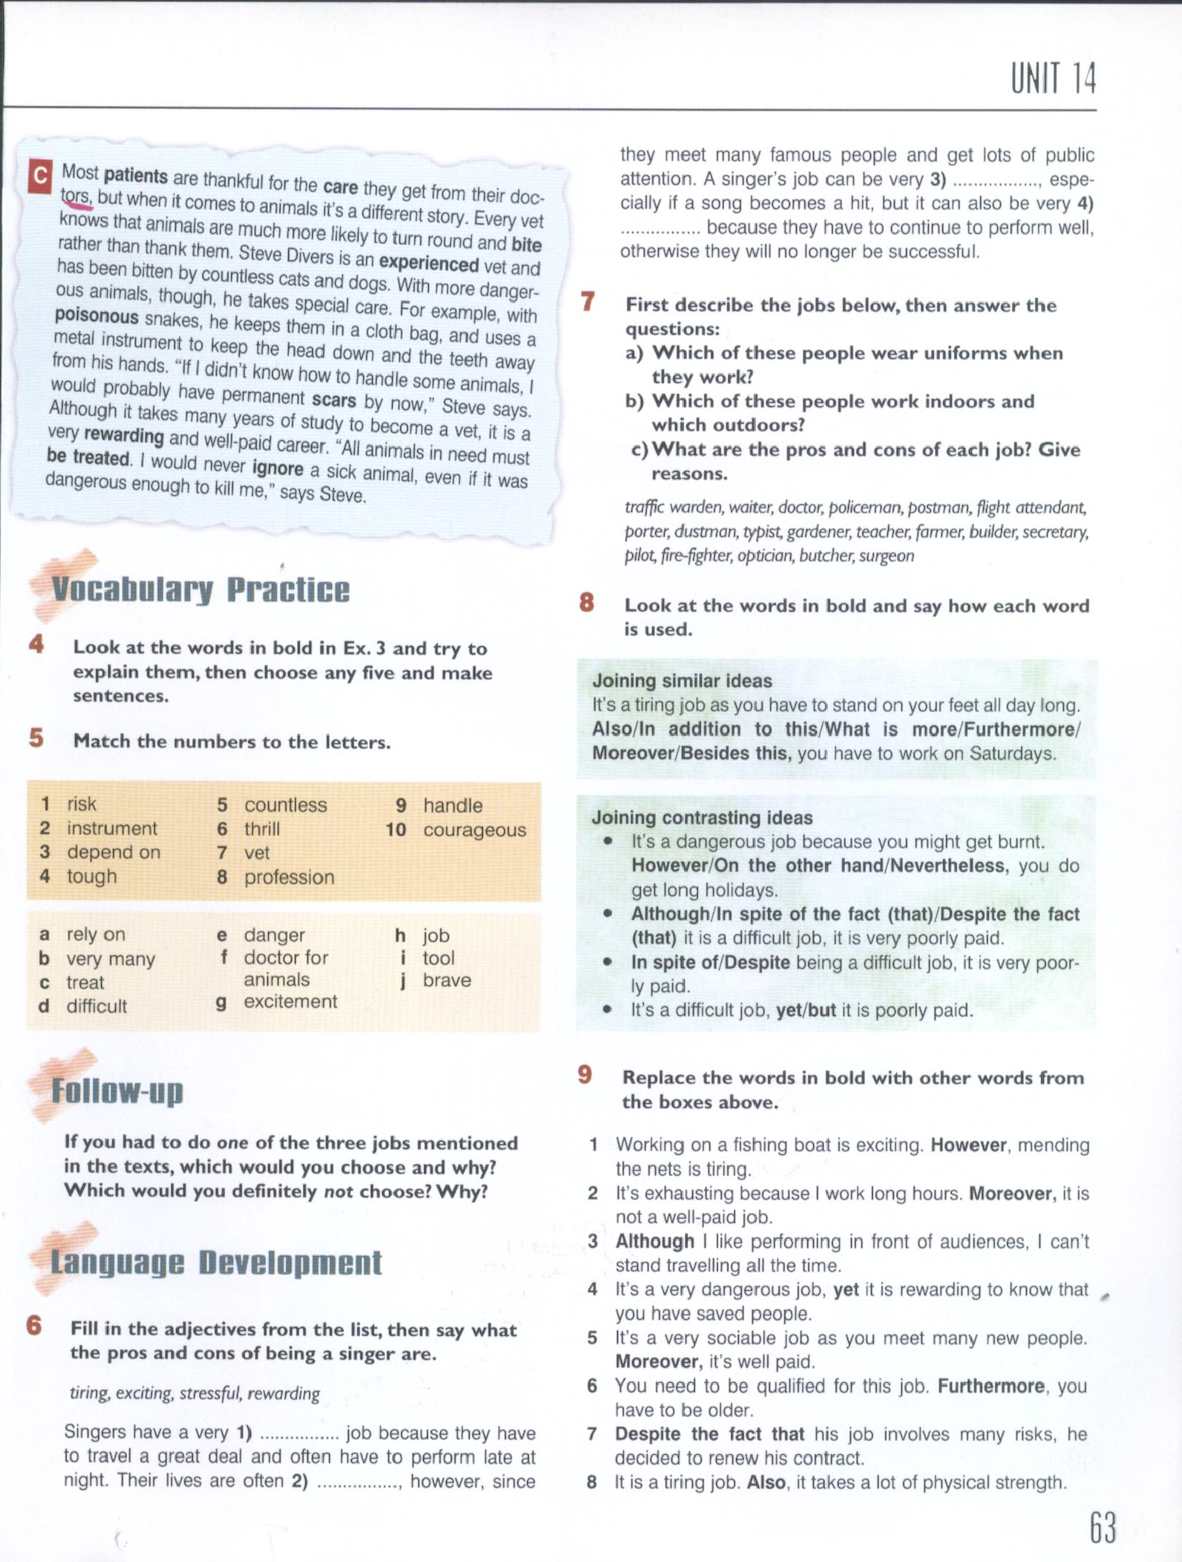 UNIT 14
C Most patients are thankful for the care they get from their doc-
tors, but when it comes to animals it's a different story. Every vet
knows that animals are much more likely to turn round and bite
rather than thank them. Steve Divers is an experienced vet and
has been bitten by countless cats and dogs. With more danger-
ous animals, though, he takes special care. For example, with
poisonous snakes, he keeps them in a cloth bag, and uses a
metal instrument to keep the head down and the teeth away
from his hands. "If I didn't know how to handle some animals, I
would probably have permanent scars by now," Steve says.
Although it takes many years of study to become a vet, it is a
very rewarding and well-paid career. "All animals in need must
be treated. I would never ignore a sick animal, even if it was
dangerous enough to kill me," says Steve.
Vocabulary Practice
4 Look at the words in bold in Ex. 3 and try to
explain them, then choose any five and make
sentences.
5 Match the numbers to the letters.
1 risk 5 countless 9 handle
2 instrument 6 thrill 10 courageous
3 depend on 7 vet
4 tough 8 profession
a rely on e danger h job
b very many f doctor for i tool
c treat animals j brave
d difficult g excitement
Follow-up
If you had to do one of the three jobs mentioned
in the texts, which would you choose and why?
Which would you definitely not choose? Why?
Language Development
6 Fill in the adjectives from the list, then say what
the pros and cons of being a singer are.
tiring, exciting, stressful, rewarding
Singers have a very 1) ................ job because they have
to travel a great deal and often have to perform late at
night. Their lives are often 2) ................, however, since
they meet many famous people and get lots of public
attention. A singer's job can be very 3) ................, espe-
cially if a song becomes a hit, but it can also be very 4)
................ because they have to continue to perform well,
otherwise they will no longer be successful.
7 First describe the jobs below, then answer the
questions:
a) Which of these people wear uniforms when
they work?
b) Which of these people work indoors and
which outdoors?
c) What are the pros and cons of each job? Give
reasons.
traffic warden, waiter, doctor, policeman, postman, flight attendant,
porter, dustman, typist, gardener, teacher, farmer, builder, secretary,
pilot, fire-fighter, optician, butcher, surgeon
8 Look at the words in bold and say how each word
is used.
Joining similar ideas
It's a tiring job as you have to stand on your feet all day long.
Also/In addition to this/What is more/Furthermore/
Moreover/Besides this, you have to work on Saturdays.
Joining contrasting ideas
• It's a dangerous job because you might get burnt.
However/On the other hand/Nevertheless, you do
get long holidays.
• Although/In spite of the fact (that)/Despite the fact
(that) it is a difficult job, it is very poorly paid.
• In spite of/Despite being a difficult job, it is very poor-
ly paid.
• It's a difficult job, yet/but it is poorly paid.
9 Replace the words in bold with other words from
the boxes above.
1 Working on a fishing boat is exciting. However, mending
the nets is tiring.
2 It's exhausting because I work long hours. Moreover, it is
not a well-paid job.
3 Although I like performing in front of audiences, I can't
stand travelling all the time.
4 It's a very dangerous job, yet it is rewarding to know that
you have saved people.
5 It's a very sociable job as you meet many new people.
Moreover, it's well paid.
6 You need to be qualified for this job. Furthermore, you
have to be older.
7 Despite the fact that his job involves many risks, he
decided to renew his contract.
8 It is a tiring job. Also, it takes a lot of physical strength.
63